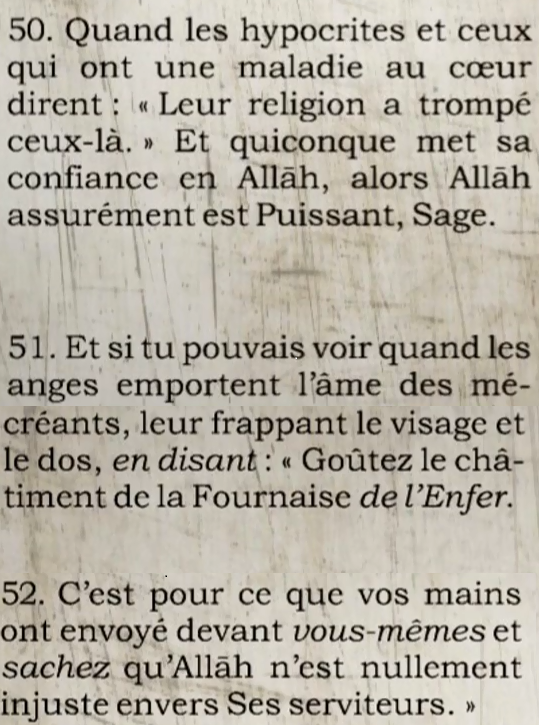 50. Quand les hypocrites et ceux
qui ont une maladie au cœur
dirent : « Leur religion a trompé
ceux-là. » Et quiconque met sa
confiance en Allāh, alors Allāh
assurément est Puissant, Sage.
51. Et si tu pouvais voir quand les
anges emportent l’âme des mé-
créants, leur frappant le visage et
le dos, en disant : « Goûtez le châ-
timent de la Fournaise de l’Enfer.
52. C’est pour ce que vos mains
ont envoyé devant vous-mêmes et
sachez qu’Allāh n’est nullement
injuste envers Ses serviteurs. »